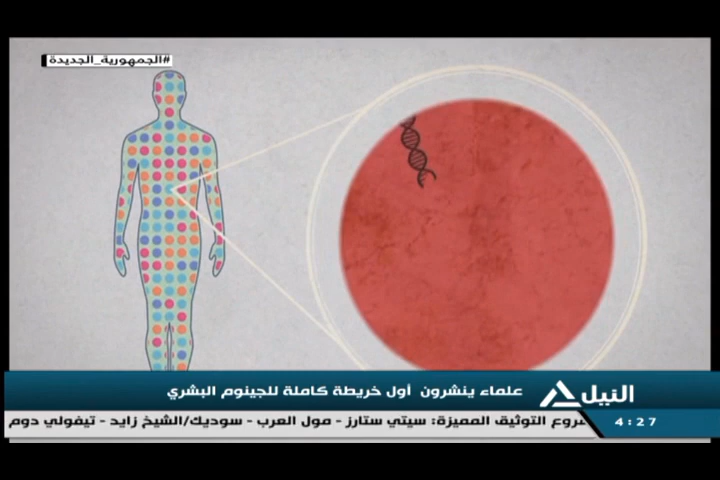 #الجمهورية_الجديدة
علماء ينشرون أول خريطة كاملة للجينوم البشري
النيل
روع التوثيق المميزة: سيتي ستارز - مول العرب - سوديك/الشيخ زايد - تيفولي دوم
4:27